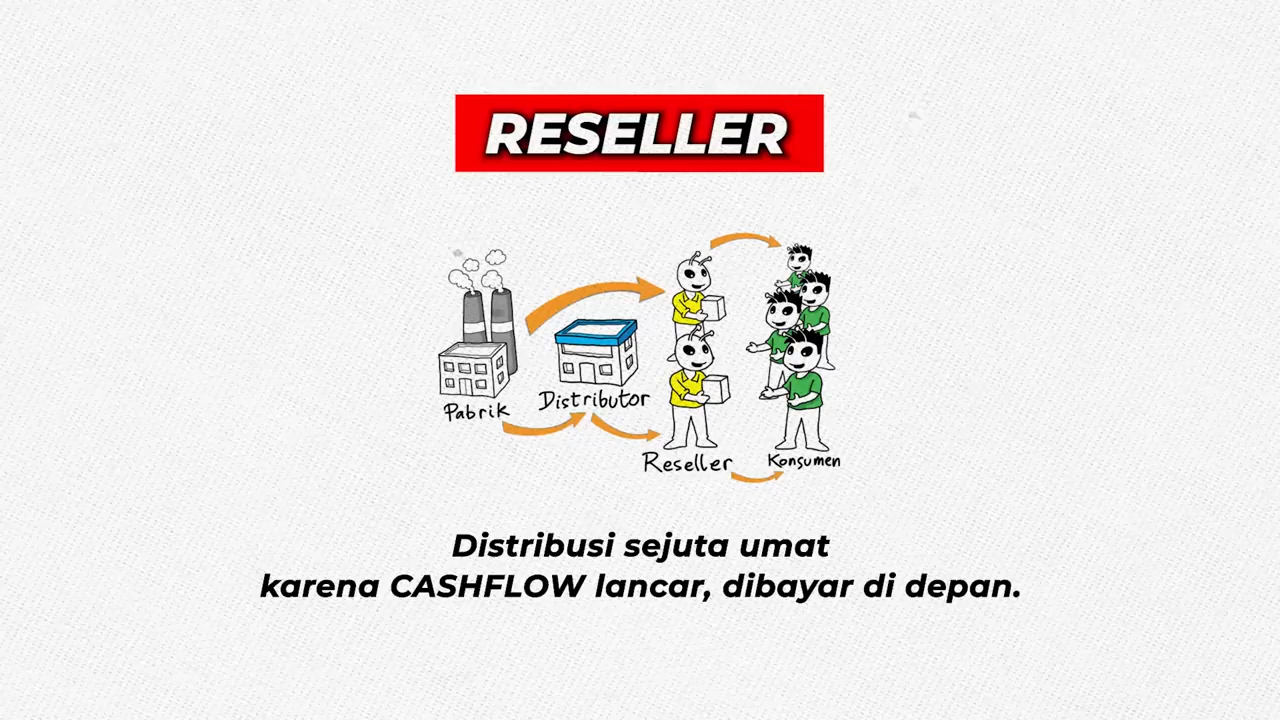 RESELLER
Pabrik
Distributor
Reseller
Konsumen
Distribusi sejuta umat
karena CASHFLOW lancar, dibayar di depan.